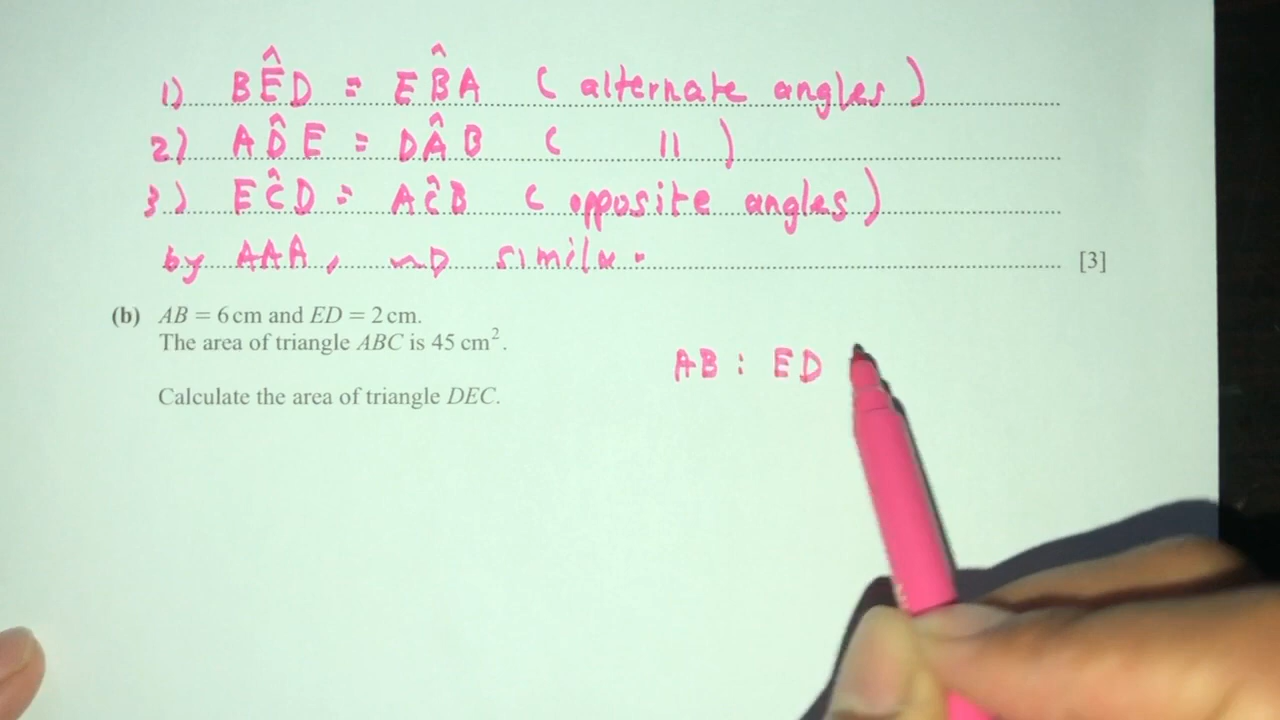 1) BÊD = EB̂A (alternate angles)
2) AD̂E = DÂB ( 11 )
3) EĈD = AĈB (opposite angles)
by AAA, similar. [3]
(b) AB = 6 cm and ED = 2 cm.
The area of triangle ABC is 45 cm².
AB : ED
Calculate the area of triangle DEC.